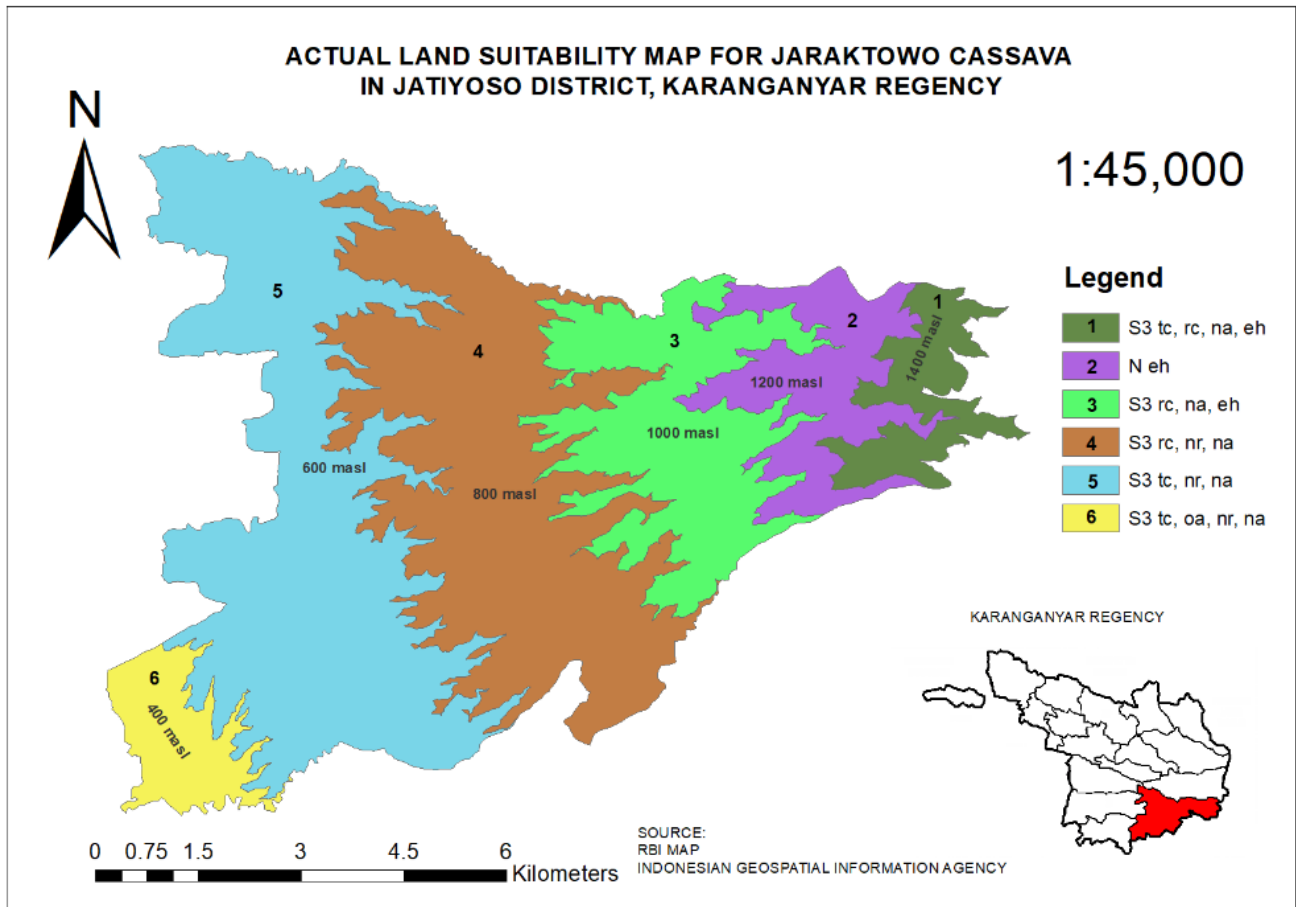 ACTUAL LAND SUITABILITY MAP FOR JARAKTOWO CASSAVA
IN JATIYOSO DISTRICT, KARANGANYAR REGENCY
N
1:45,000
5
4
3
2
1
1400 masl
1200 masl
1000 masl
800 masl
600 masl
6
400 masl
Legend
1 S3 tc, rc, na, eh
2 N eh
3 S3 rc, na, eh
4 S3 rc, nr, na
5 S3 tc, nr, na
6 S3 tc, oa, nr, na
KARANGANYAR REGENCY
0 0.75 1.5 3 4.5 6
Kilometers
SOURCE:
RBI MAP
INDONESIAN GEOSPATIAL INFORMATION AGENCY